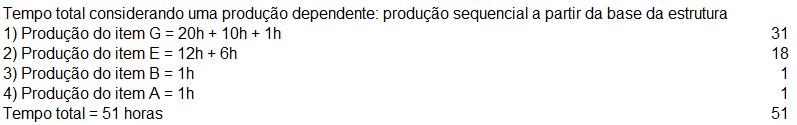 Tempo total considerando uma produção dependente: produção sequencial a partir da base da estrutura
1) Produção do item G = 20h + 10h + 1h 31
2) Produção do item E = 12h + 6h 18
3) Produção do item B = 1h 1
4) Produção do item A = 1h 1
Tempo total = 51 horas 51